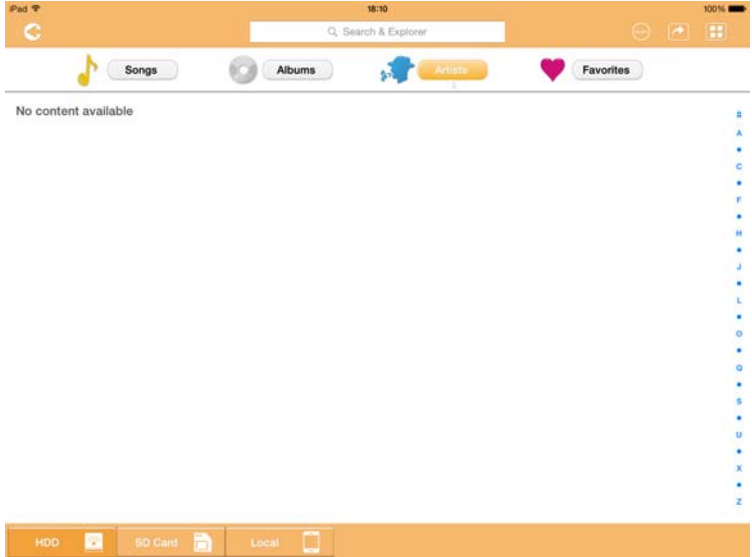 iPad 18:10 100%
Search & Explorer
Songs Albums Artists Favorites
No content available
B
A
C
F
H
J
L
O
Q
S
U
X
Z
HDD SD Card Local